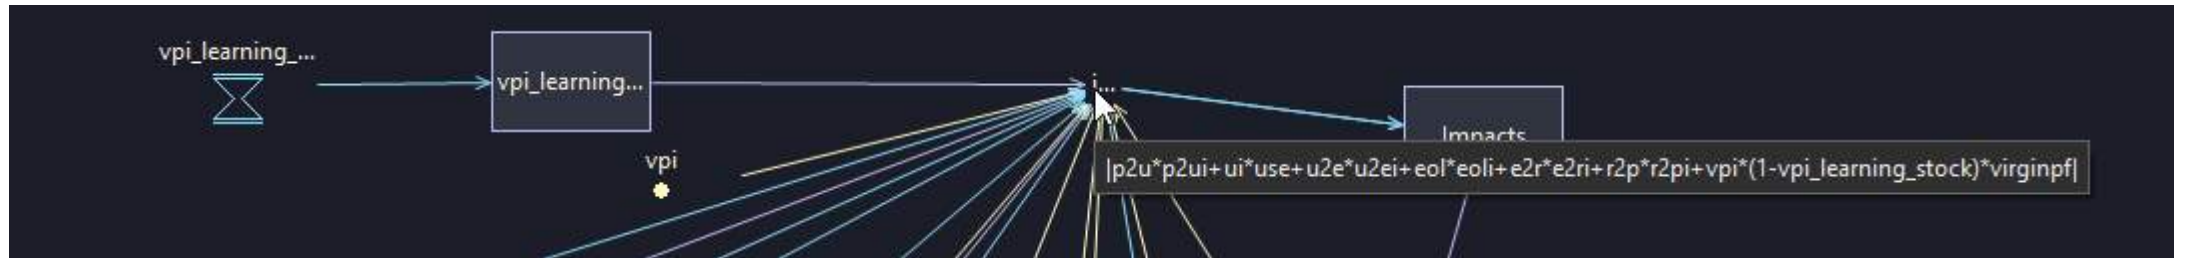 vpi_learning_...
vpi_learning...
i...
vpi
Impacts
|p2u*p2ui+ui*use+u2e*u2ei+eol*eoli+e2r*e2ri+r2p*r2pi+vpi*(1-vpi_learning_stock)*virginpf|